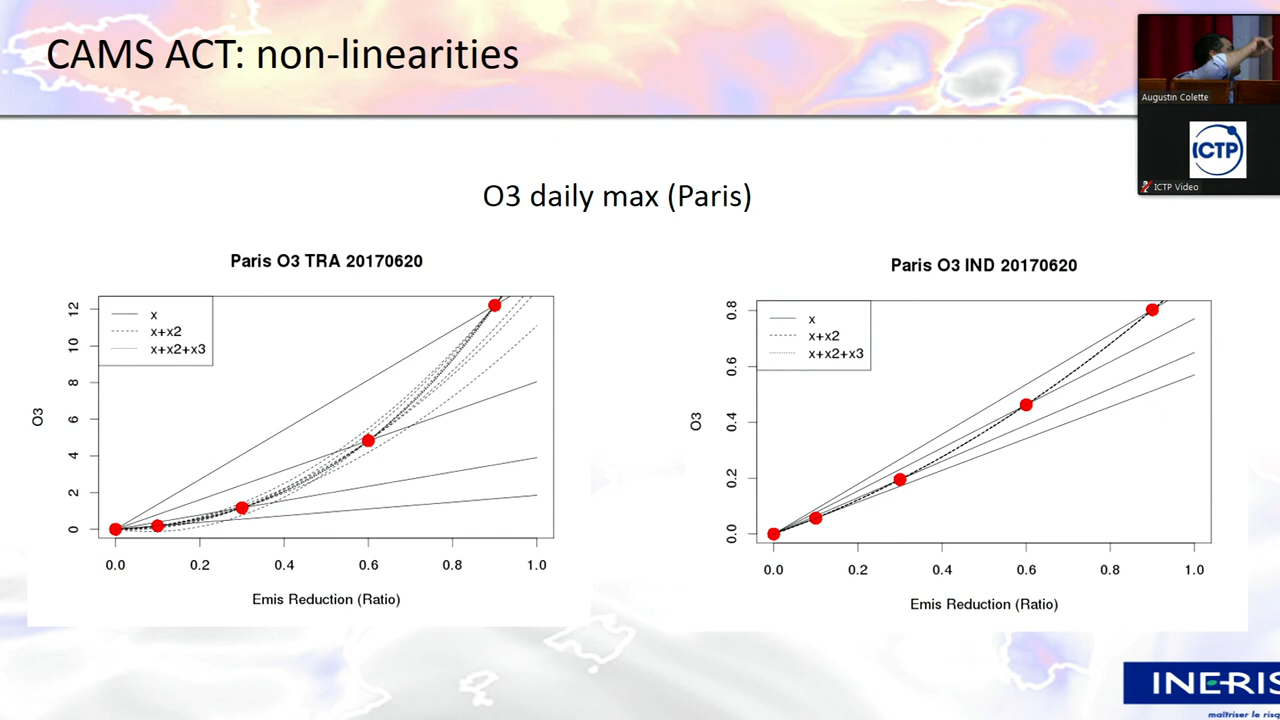 CAMS ACT: non-linearities
Augustin Colette
ICTP
ICTP Video
O3 daily max (Paris)
Paris O3 TRA 20170620
x
x+x2
x+x2+x3
O3
0
2
4
6
8
10
12
0.0 0.2 0.4 0.6 0.8 1.0
Emis Reduction (Ratio)
Paris O3 IND 20170620
x
x+x2
x+x2+x3
O3
0.0
0.2
0.4
0.6
0.8
0.0 0.2 0.4 0.6 0.8 1.0
Emis Reduction (Ratio)
INERIS
maîtriser le risq